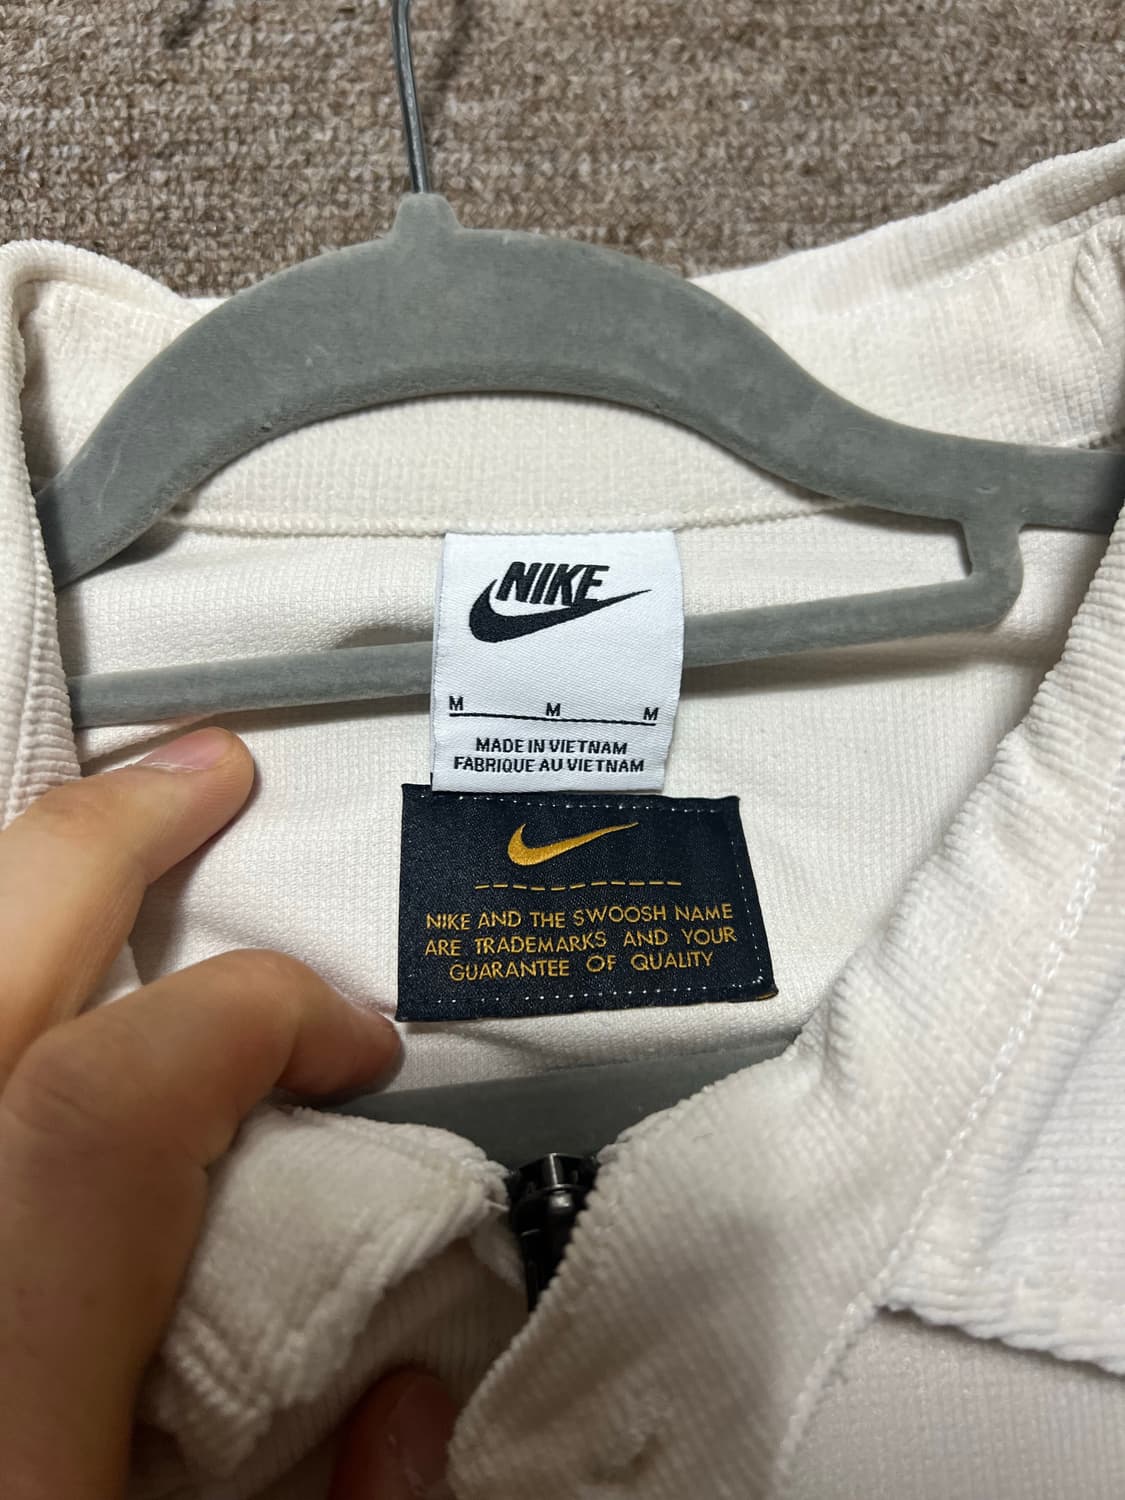 NIKE
M M M
MADE IN VIETNAM
FABRIQUE AU VIETNAM
NIKE AND THE SWOOSH NAME
ARE TRADEMARKS AND YOUR
GUARANTEE OF QUALITY